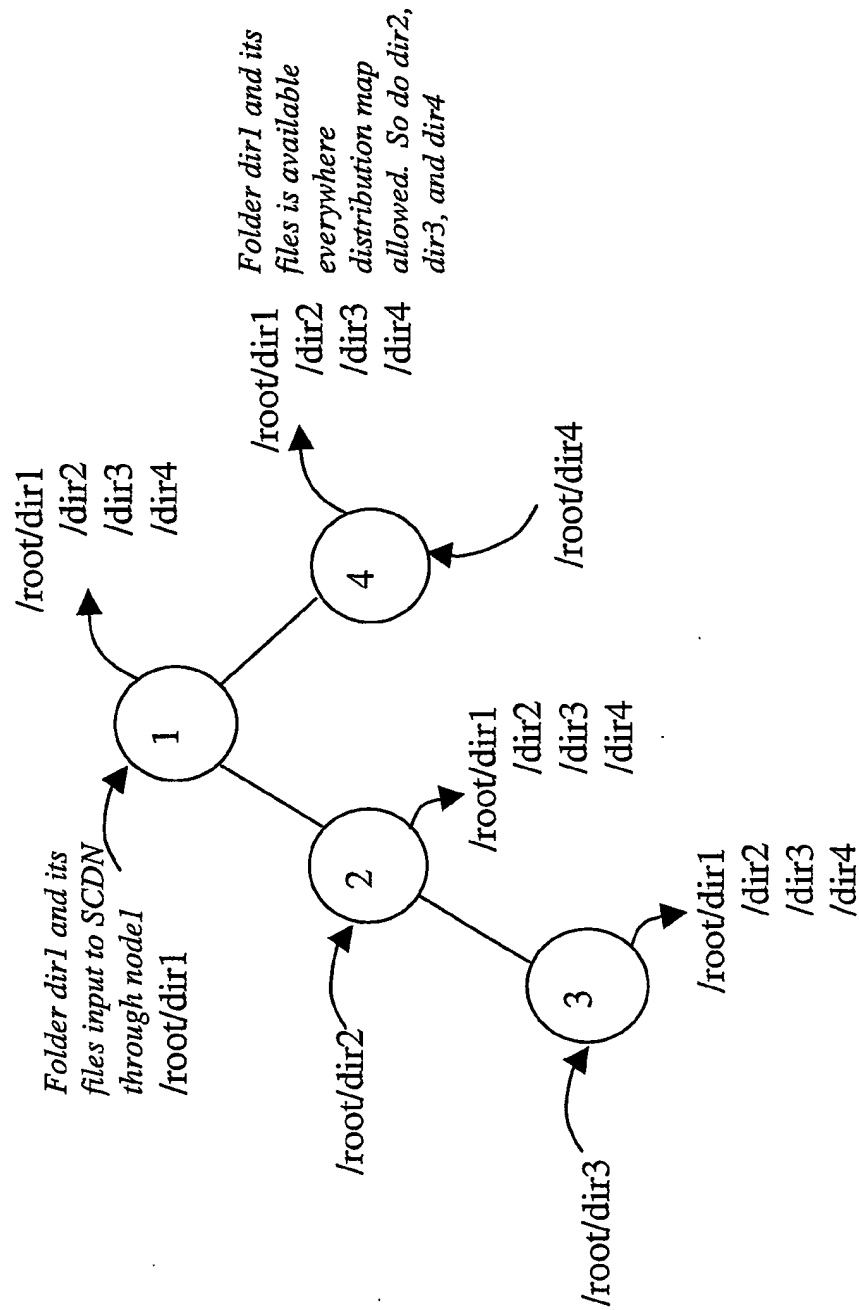 Folder dir1 and its
files input to SCDN
through node1
/root/dir1
1
/root/dir1
/dir2
/dir3
/dir4
/root/dir2
2
/root/dir1
/dir2
/dir3
/dir4
4
/root/dir1
/dir2
/dir3
/dir4
Folder dir1 and its
files is available
everywhere
distribution map
allowed. So do dir2,
dir3, and dir4
/root/dir4
/root/dir3
3
/root/dir1
/dir2
/dir3
/dir4